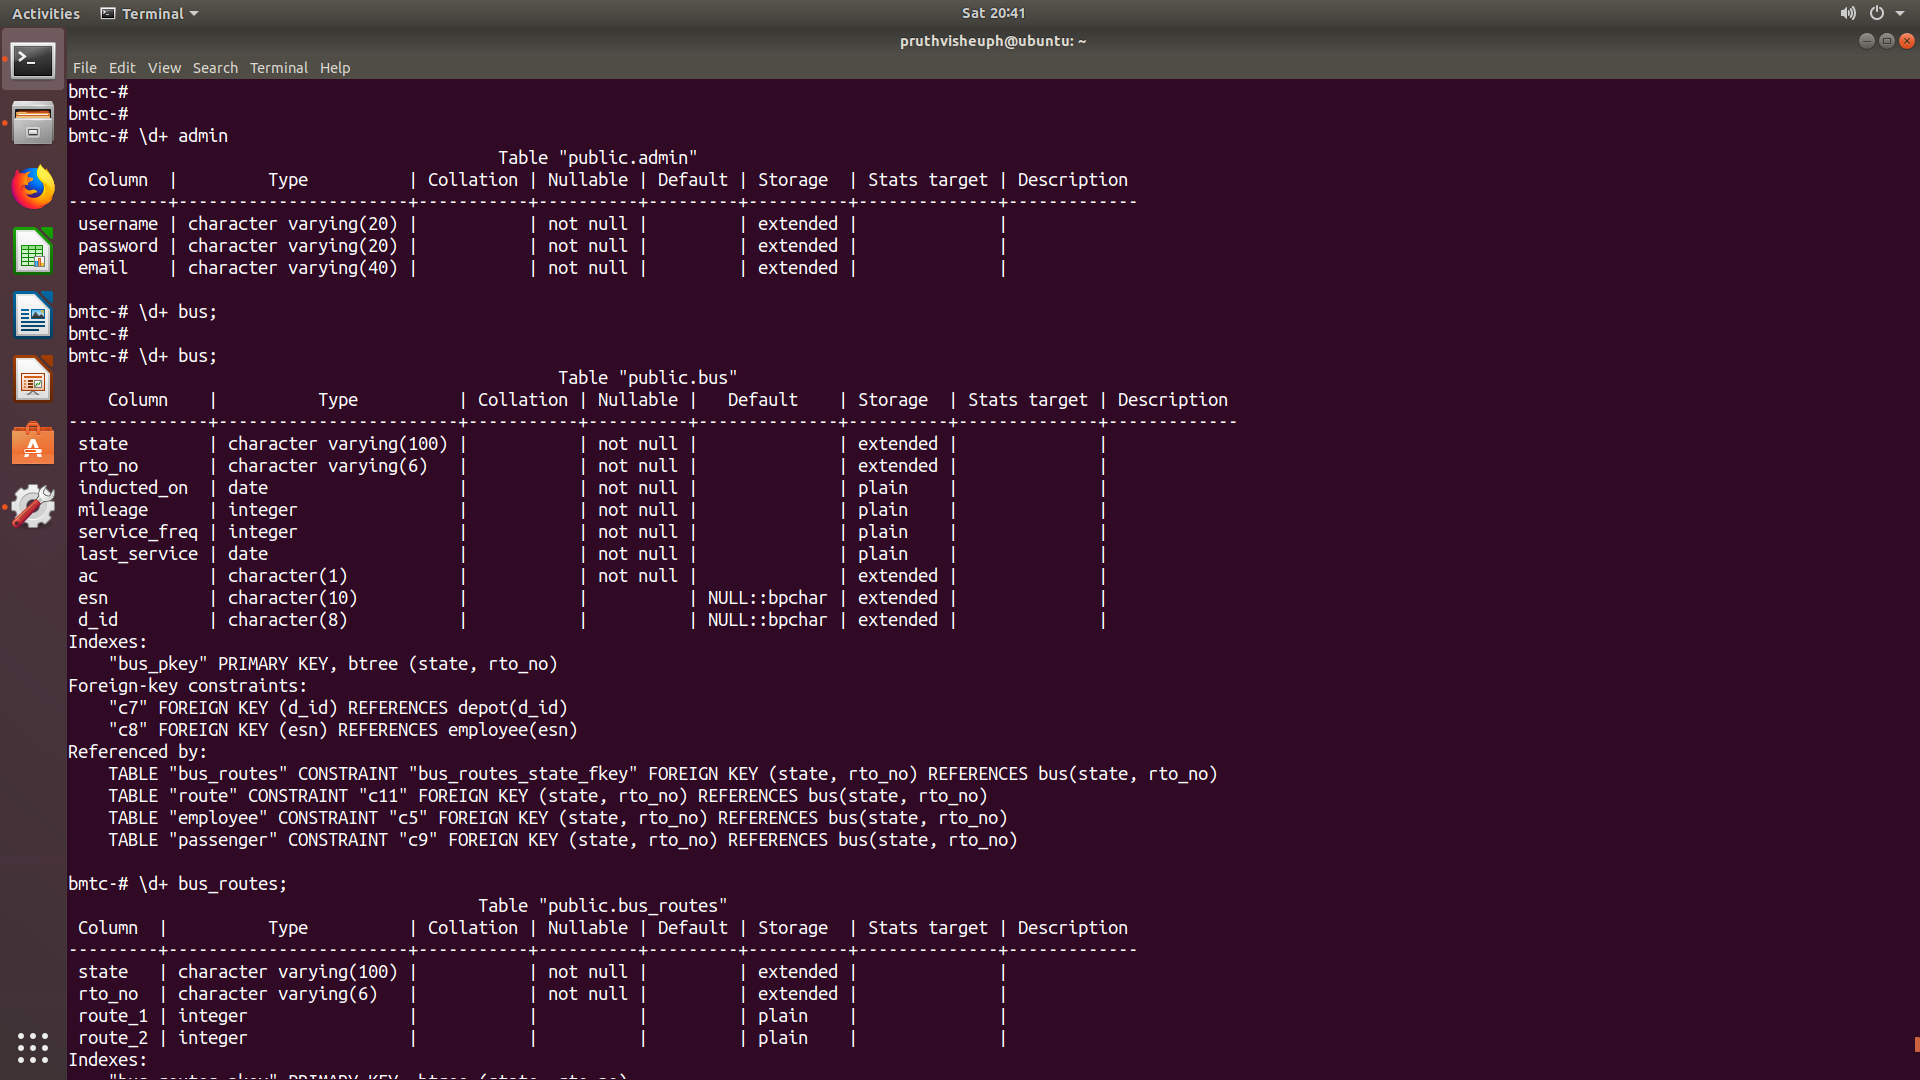 Activities Terminal Sat 20:41
pruthvisheuph@ubuntu: ~
File Edit View Search Terminal Help
bmtc-#
bmtc-#
bmtc-# \d+ admin
Table "public.admin"
Column | Type | Collation | Nullable | Default | Storage | Stats target | Description
----------+-----------------------+-----------+----------+---------+----------+--------------+-------------
username | character varying(20) | | not null | | extended | |
password | character varying(20) | | not null | | extended | |
email | character varying(40) | | not null | | extended | |
bmtc-# \d+ bus;
bmtc-#
bmtc-# \d+ bus;
Table "public.bus"
Column | Type | Collation | Nullable | Default | Storage | Stats target | Description
--------------+------------------------+-----------+----------+--------------+----------+--------------+-------------
state | character varying(100) | | not null | | extended | |
rto_no | character varying(6) | | not null | | extended | |
inducted_on | date | | not null | | plain | |
mileage | integer | | not null | | plain | |
service_freq | integer | | not null | | plain | |
last_service | date | | not null | | plain | |
ac | character(1) | | not null | | extended | |
esn | character(10) | | | NULL::bpchar | extended | |
d_id | character(8) | | | NULL::bpchar | extended | |
Indexes:
"bus_pkey" PRIMARY KEY, btree (state, rto_no)
Foreign-key constraints:
"c7" FOREIGN KEY (d_id) REFERENCES depot(d_id)
"c8" FOREIGN KEY (esn) REFERENCES employee(esn)
Referenced by:
TABLE "bus_routes" CONSTRAINT "bus_routes_state_fkey" FOREIGN KEY (state, rto_no) REFERENCES bus(state, rto_no)
TABLE "route" CONSTRAINT "c11" FOREIGN KEY (state, rto_no) REFERENCES bus(state, rto_no)
TABLE "employee" CONSTRAINT "c5" FOREIGN KEY (state, rto_no) REFERENCES bus(state, rto_no)
TABLE "passenger" CONSTRAINT "c9" FOREIGN KEY (state, rto_no) REFERENCES bus(state, rto_no)
bmtc-# \d+ bus_routes;
Table "public.bus_routes"
Column | Type | Collation | Nullable | Default | Storage | Stats target | Description
---------+------------------------+-----------+----------+---------+----------+--------------+-------------
state | character varying(100) | | not null | | extended | |
rto_no | character varying(6) | | not null | | extended | |
route_1 | integer | | | | plain | |
route_2 | integer | | | | plain | |
Indexes:
"bus_routes_pkey" PRIMARY KEY, btree (state, rto_no)